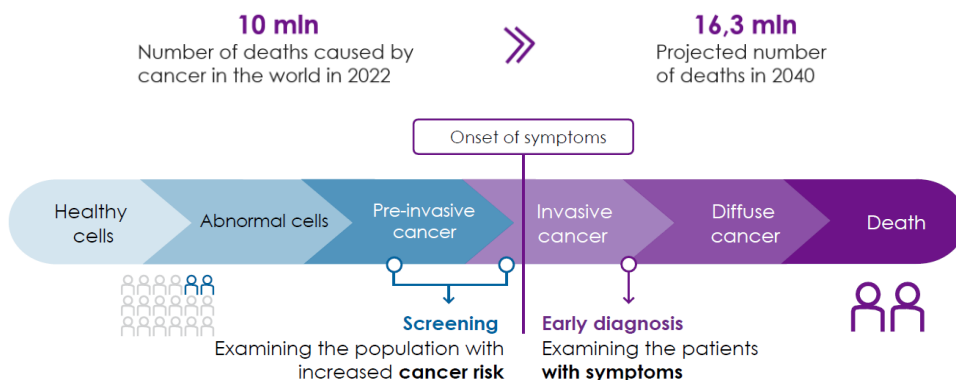 10 mln
Number of deaths caused by
cancer in the world in 2022
16,3 mln
Projected number
of deaths in 2040
Onset of symptoms
Healthy
cells
Abnormal cells
Pre-invasive
cancer
Invasive
cancer
Diffuse
cancer
Death
Screening
Examining the population with
increased cancer risk
Early diagnosis
Examining the patients
with symptoms